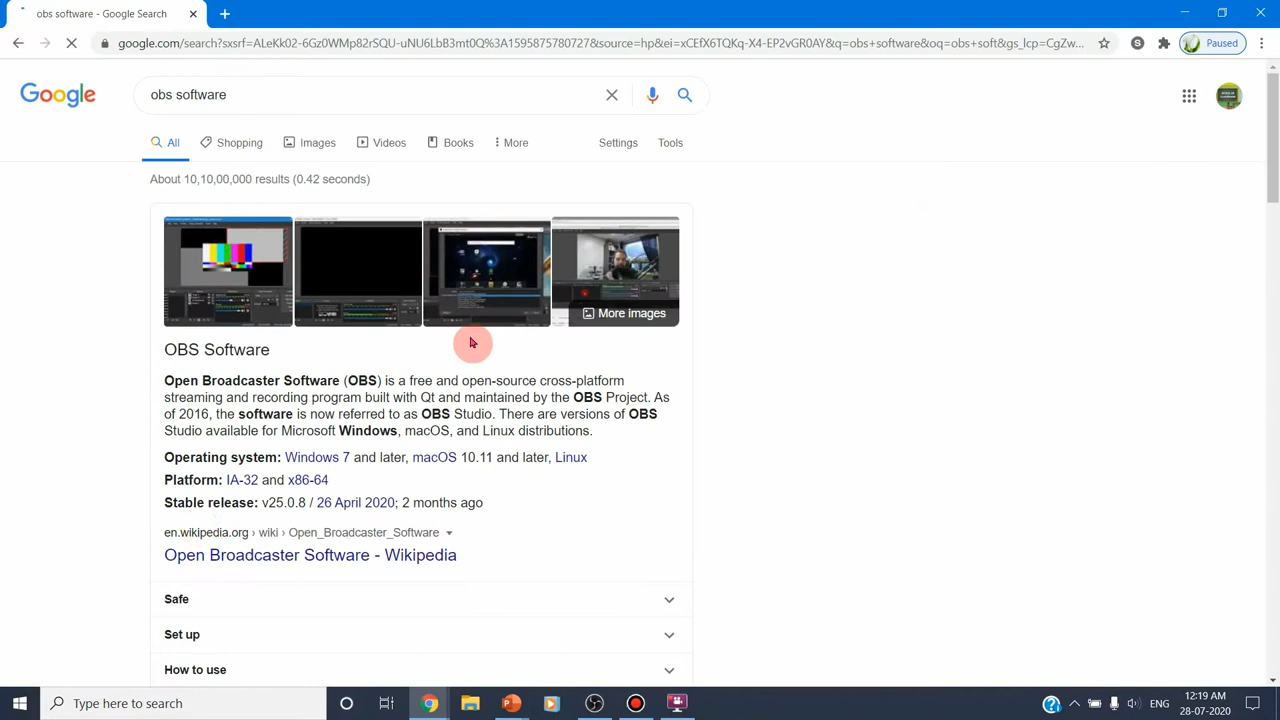 obs software - Google Search
google.com/search?sxsrf=ALeKk02-6Gz0WMp82rSQU-uNU6LbB3mt0Q%3A1595875780727&source=hp&ei=xCEfX6TQKq-X4-EP2vGR0AY&q=obs+software&oq=obs+soft&gs_lcp=CgZw...
S
Paused
Google
obs software
All
Shopping
Images
Videos
Books
More
Settings
Tools
About 10,10,00,000 results (0.42 seconds)
More images
OBS Software
Open Broadcaster Software (OBS) is a free and open-source cross-platform
streaming and recording program built with Qt and maintained by the OBS Project. As
of 2016, the software is now referred to as OBS Studio. There are versions of OBS
Studio available for Microsoft Windows, macOS, and Linux distributions.
Operating system: Windows 7 and later, macOS 10.11 and later, Linux
Platform: IA-32 and x86-64
Stable release: v25.0.8 / 26 April 2020; 2 months ago
en.wikipedia.org › wiki › Open_Broadcaster_Software
Open Broadcaster Software - Wikipedia
Safe
Set up
How to use
Type here to search
ENG
12:19 AM
28-07-2020